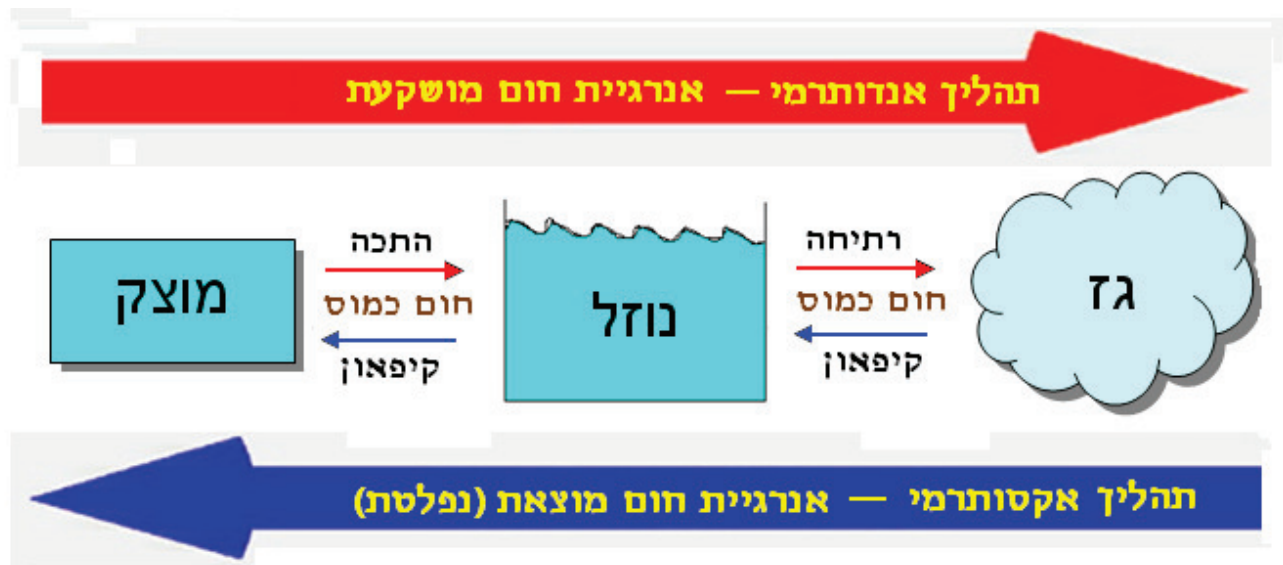 תהליך אנדותרמי — אנרגיית חום מושקעת
מוצק
התכה
חום כמוס
קיפאון
נוזל
רתיחה
חום כמוס
קיפאון
גז
תהליך אקסותרמי — אנרגיית חום מוצאת (נפלטת)